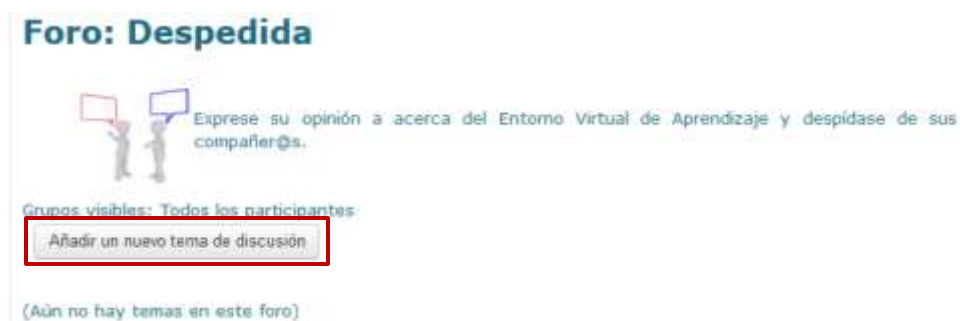 Foro: Despedida
Exprese su opinión a acerca del Entorno Virtual de Aprendizaje y despídase de sus
compañer@s.
Grupos visibles: Todos los participantes
Añadir un nuevo tema de discusión
(Aún no hay temas en este foro)